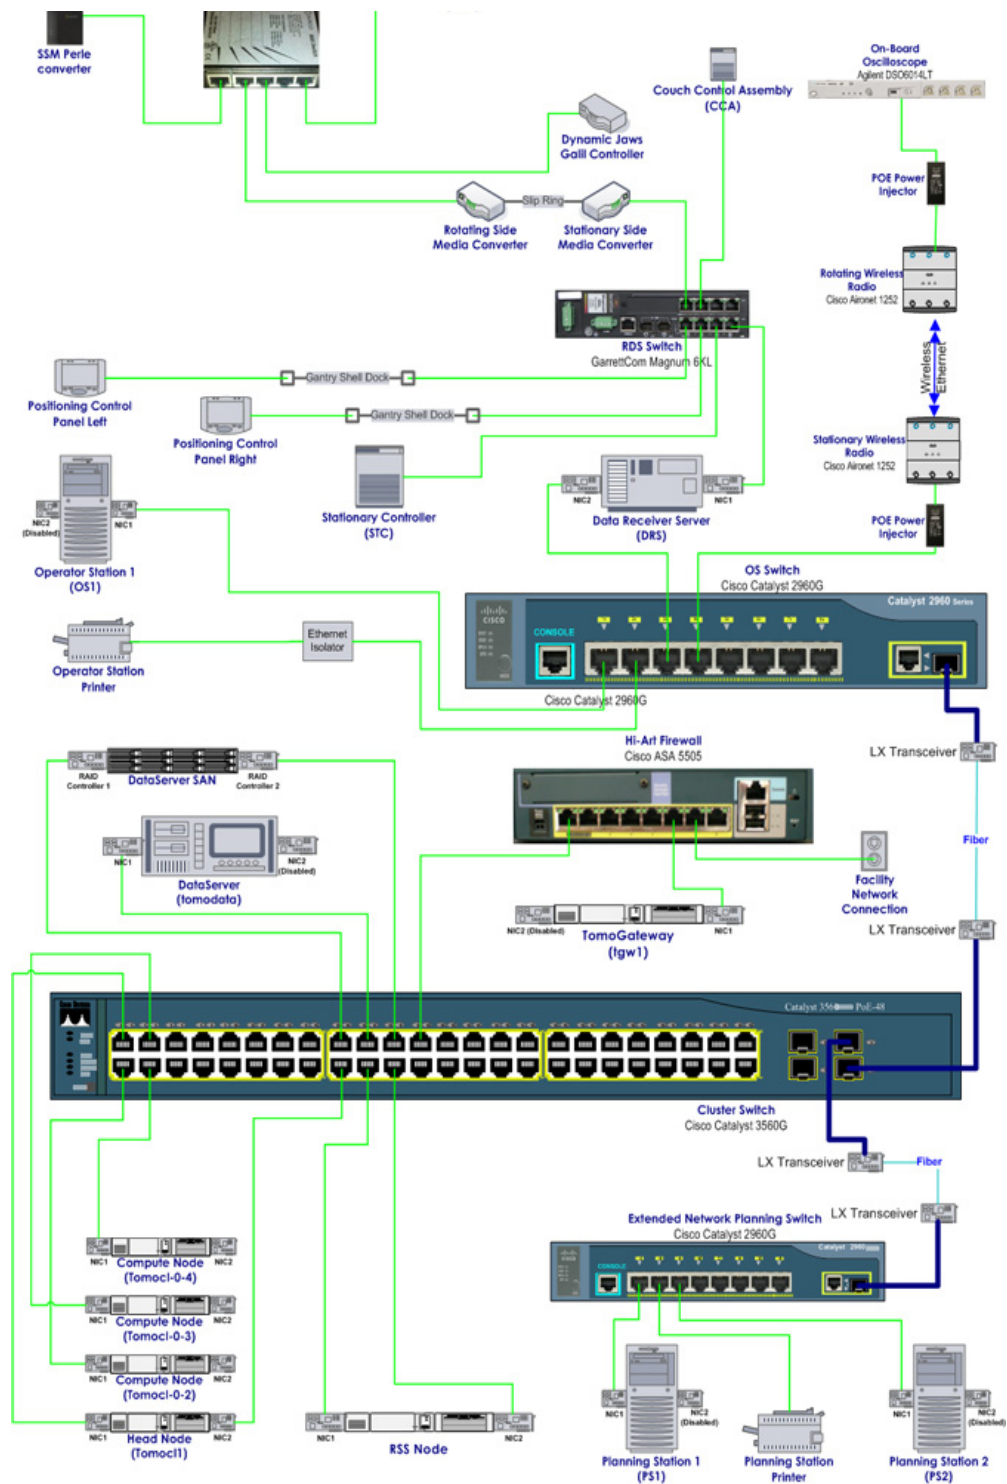 SSM Perle
converter
Couch Control Assembly
(CCA)
On-Board
Oscilloscope
Agilent DSO6014LT
Dynamic Jaws
Galil Controller
POE Power
Injector
Slip Ring
Rotating Side
Media Converter
Stationary Side
Media Converter
Rotating Wireless
Radio
Cisco Aironet 1252
RDS Switch
GarrettCom Magnum 6KL
Wireless
Ethernet
Gantry Shell Dock
Positioning Control
Panel Left
Gantry Shell Dock
Positioning Control
Panel Right
Stationary Wireless
Radio
Cisco Aironet 1252
NIC2
(Disabled)
NIC1
Stationary Controller
(STC)
NIC2
NIC1
Data Receiver Server
(DRS)
POE Power
Injector
Operator Station 1
(OS1)
OS Switch
Cisco Catalyst 2960G
Catalyst 2960 Series
CISCO
CONSOLE
Ethernet
Isolator
Operator Station
Printer
Cisco Catalyst 2960G
Hi-Art Firewall
Cisco ASA 5505
LX Transceiver
RAID
Controller 1
DataServer SAN
RAID
Controller 2
Fiber
NIC1
NIC2
(Disabled)
DataServer
(tomodata)
Facility
Network
Connection
NIC2 (Disabled)
TomoGateway
(tgw1)
NIC1
LX Transceiver
Catalyst 3560 PoE-48
Cluster Switch
Cisco Catalyst 3560G
LX Transceiver
Fiber
LX Transceiver
Extended Network Planning Switch
Cisco Catalyst 2960G
Catalyst 2960
CISCO
CONSOLE
NIC1
Compute Node
(Tomocl-0-4)
NIC2
NIC1
Compute Node
(Tomocl-0-3)
NIC2
NIC1
Compute Node
(Tomocl-0-2)
NIC2
NIC1
Head Node
(Tomocl1)
NIC2
NIC1
RSS Node
NIC2
NIC1
NIC2
(Disabled)
Planning Station 1
(PS1)
Planning Station
Printer
NIC1
NIC2
(Disabled)
Planning Station 2
(PS2)